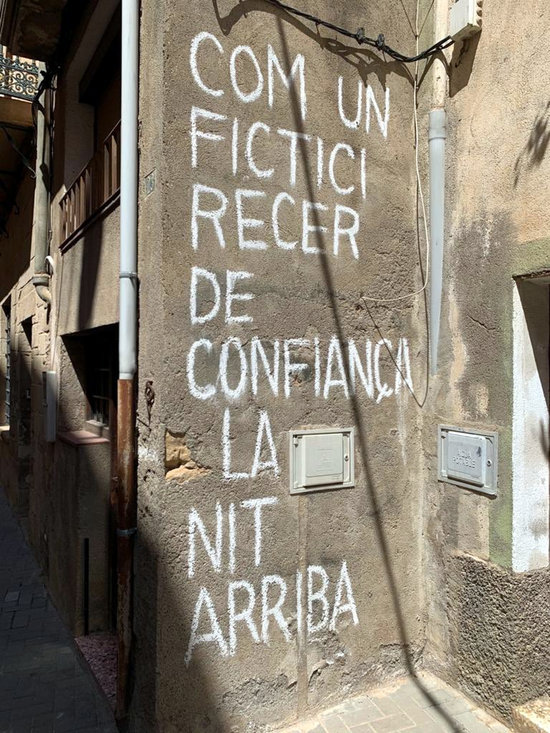 COM UN
FICTICI
RECER
DE
CONFIANÇA
LA
NIT
ARRIBA